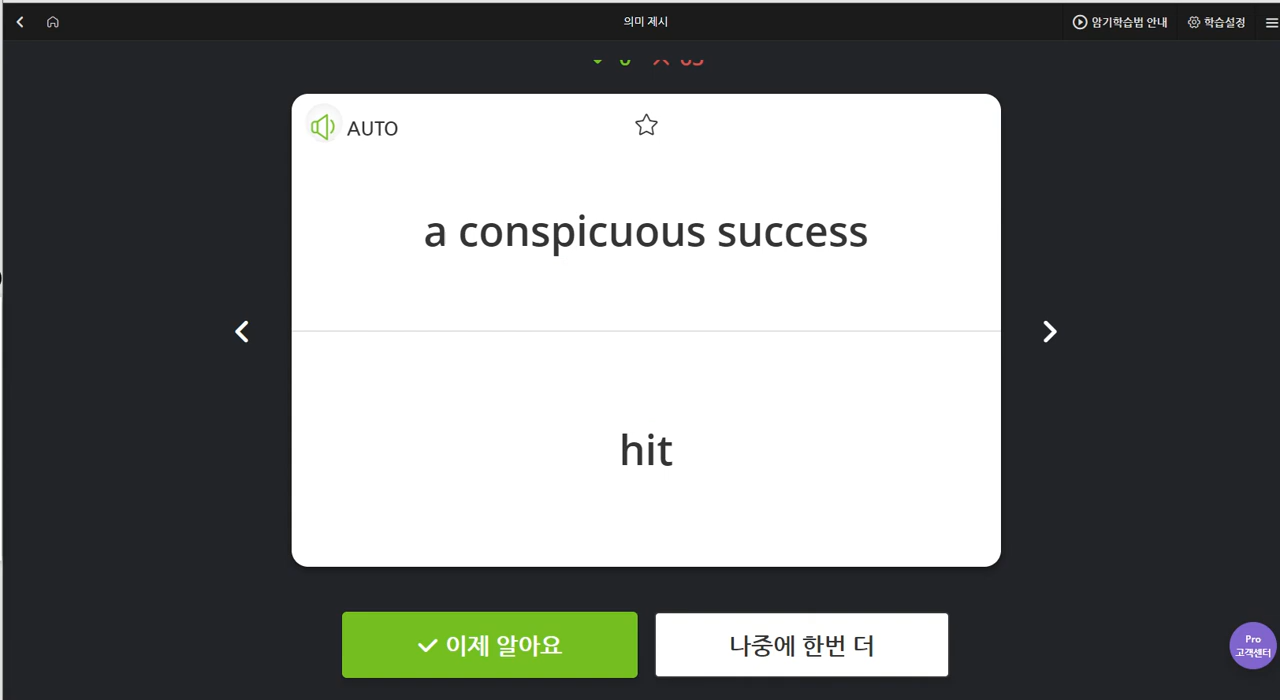 의미 제시
암기학습법 안내
학습설정
AUTO
a conspicuous success
hit
이제 알아요
나중에 한번 더
Pro
고객센터